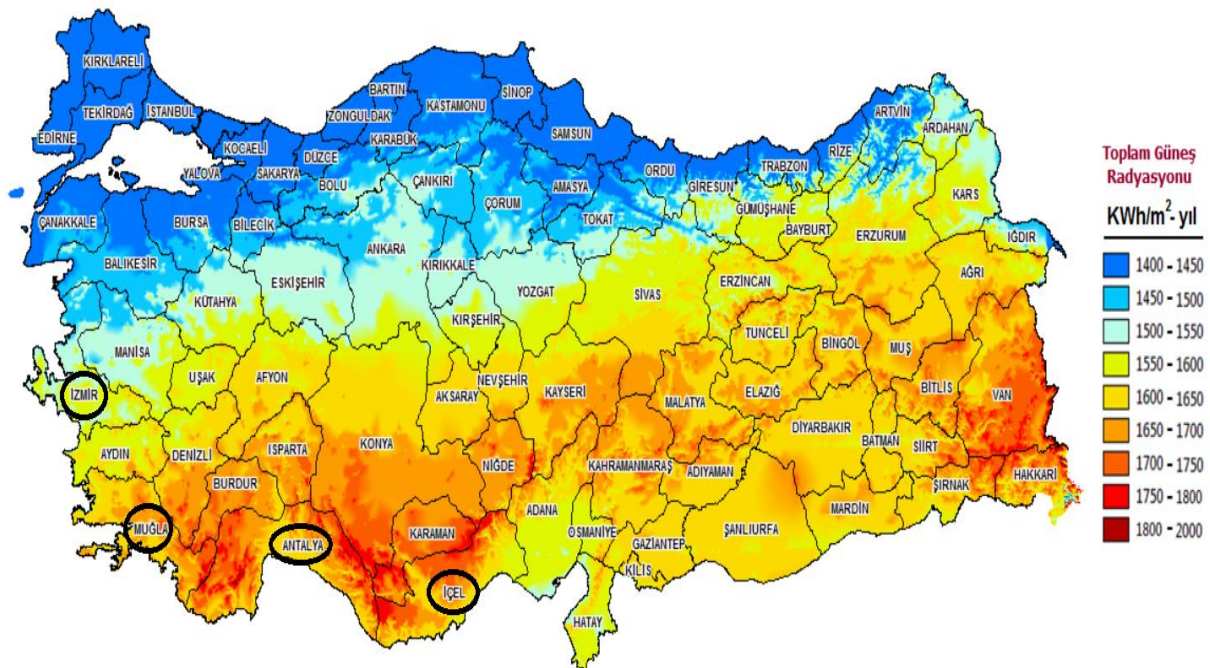 KIRKLARELİ
TEKİRDAĞ
İSTANBUL
EDİRNE
KOCAELİ
YALOVA
SAKARYA
DÜZCE
ZONGULDAK
BARTIN
KARABÜK
KASTAMONU
SİNOP
SAMSUN
BOLU
ÇANKIRI
ÇORUM
AMASYA
TOKAT
ORDU
GİRESUN
TRABZON
RİZE
ARTVİN
ARDAHAN
GÜMÜŞHANE
BAYBURT
ERZURUM
KARS
IĞDIR
AĞRI
ÇANAKKALE
BURSA
BİLECİK
BALIKESİR
KÜTAHYA
ESKİŞEHİR
ANKARA
KIRIKKALE
YOZGAT
KIRŞEHİR
SİVAS
ERZİNCAN
TUNCELİ
BİNGÖL
MUŞ
BİTLİS
VAN
MANİSA
İZMİR
UŞAK
AFYON
AKSARAY
NEVŞEHİR
KAYSERİ
MALATYA
ELAZIĞ
DİYARBAKIR
BATMAN
SİİRT
ŞIRNAK
HAKKARİ
AYDIN
DENİZLİ
ISPARTA
BURDUR
KONYA
NİĞDE
KAHRAMANMARAŞ
ADIYAMAN
MARDİN
ŞANLIURFA
MUĞLA
ANTALYA
KARAMAN
İÇEL
ADANA
OSMANİYE
GAZİANTEP
KİLİS
HATAY
Toplam Güneş
Radyasyonu
KWh/m²- yıl
1400 - 1450
1450 - 1500
1500 - 1550
1550 - 1600
1600 - 1650
1650 - 1700
1700 - 1750
1750 - 1800
1800 - 2000